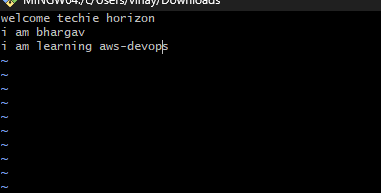 MINGW64:/c/Users/vinay/Downloads
welcome techie horizon
i am bhargav
i am learning aws-devops
~
~
~
~
~
~
~
~
~
~